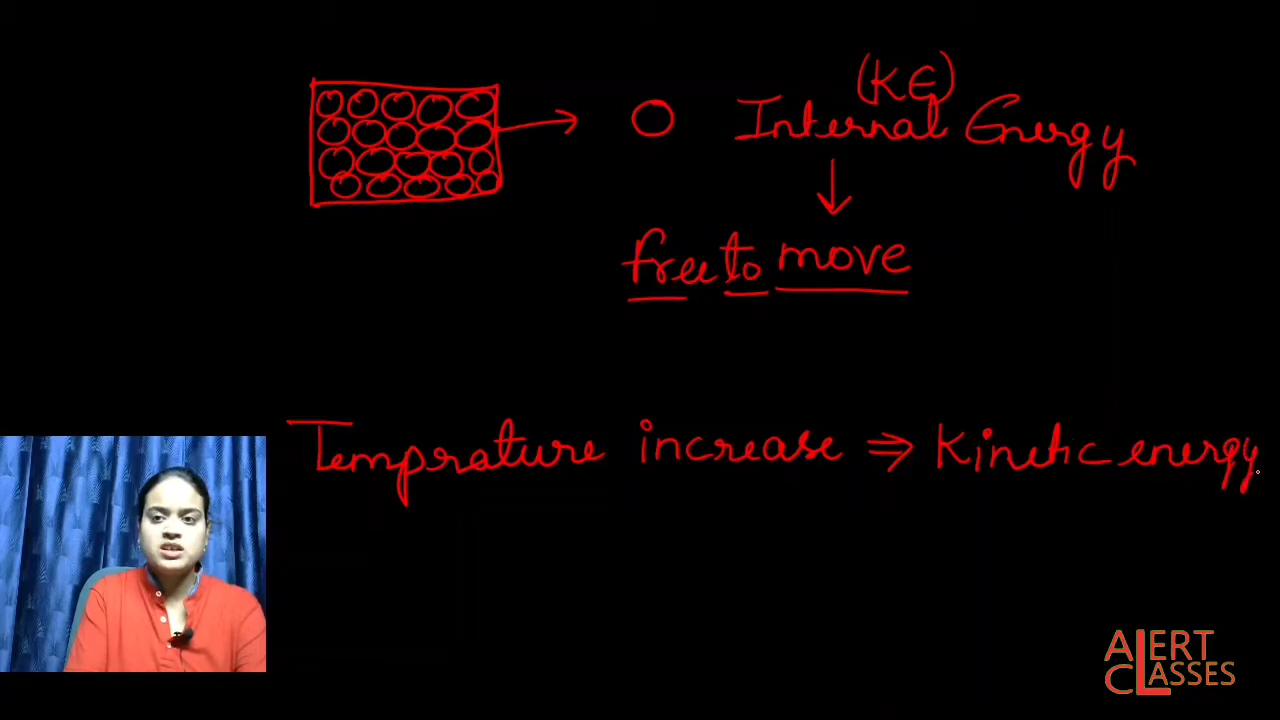 (KE)
Internal Energy
free to move
Temprature increase ⇒ Kinetic energy
ALERT
CLASSES